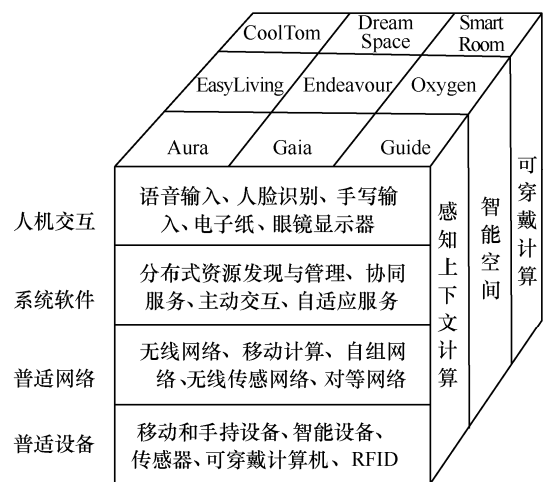 CoolTom
Dream
Space
Smart
Room
EasyLiving
Endeavour
Oxygen
Aura
Gaia
Guide
人机交互
语音输入、人脸识别、手写输
入、电子纸、眼镜显示器
系统软件
分布式资源发现与管理、协同
服务、主动交互、自适应服务
普适网络
无线网络、移动计算、自组网
络、无线传感网络、对等网络
普适设备
移动和手持设备、智能设备、
传感器、可穿戴计算机、RFID
感知上下文计算
智能空间
可穿戴计算